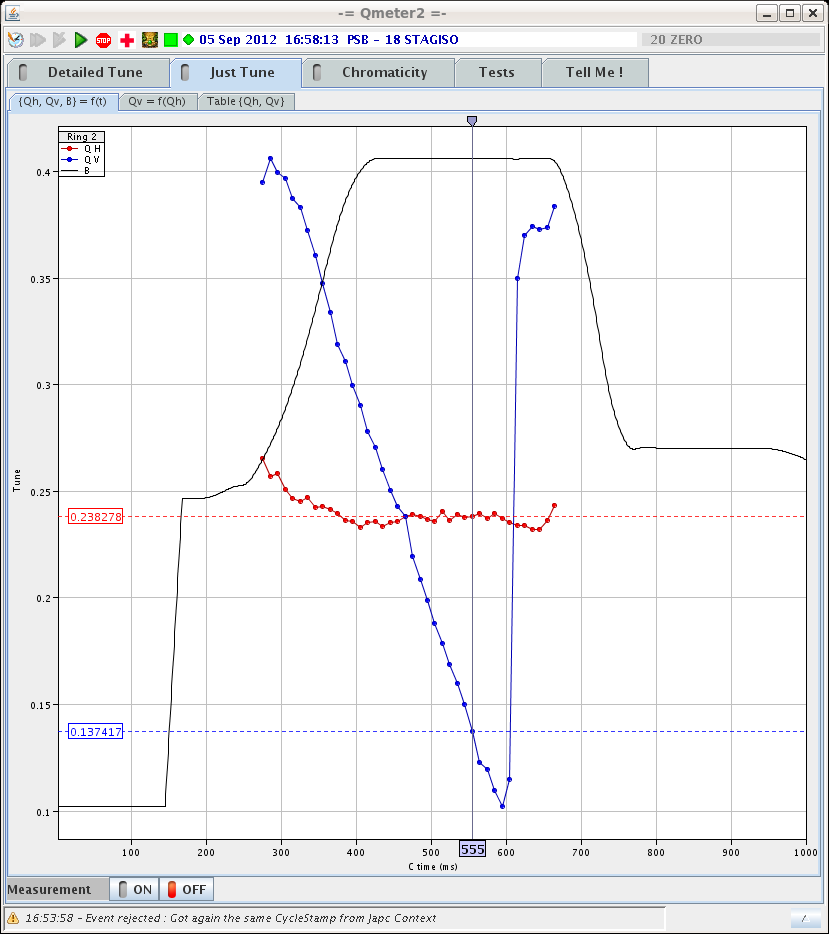 -= Qmeter2 =-
STOP 05 Sep 2012 16:58:13 PSB - 18 STAGISO 20 ZERO
Detailed Tune Just Tune Chromaticity Tests Tell Me !
{Qh, Qv, B} = f(t) Qv = f(Qh) Table {Qh, Qv}
Ring 2
Q H
Q V
B
0.4
0.35
0.3
0.25
0.238278
0.2
0.15
0.137417
0.1
Tune
100 200 300 400 500 555 600 700 800 900 1000
C time (ms)
Measurement ON OFF
16:53:58 - Event rejected : Got again the same CycleStamp from Japc Context